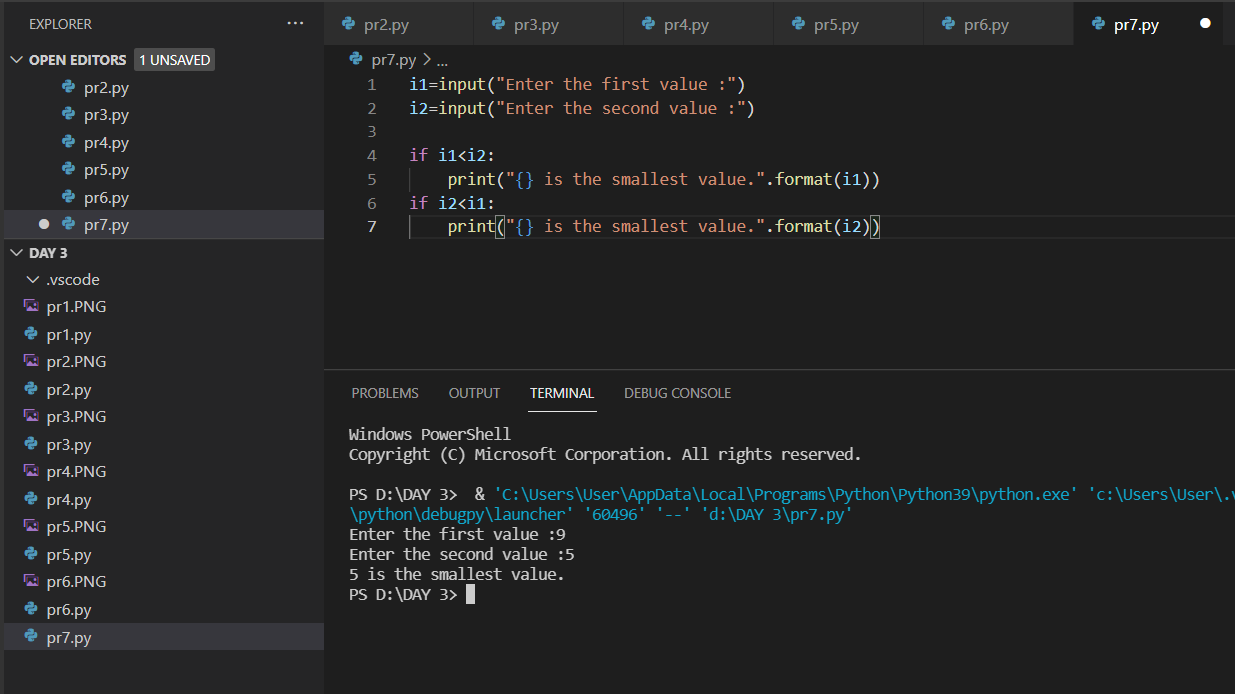 EXPLORER ...
OPEN EDITORS 1 UNSAVED
pr2.py
pr3.py
pr4.py
pr5.py
pr6.py
pr7.py
DAY 3
.vscode
pr1.PNG
pr1.py
pr2.PNG
pr2.py
pr3.PNG
pr3.py
pr4.PNG
pr4.py
pr5.PNG
pr5.py
pr6.PNG
pr6.py
pr7.py
pr2.py pr3.py pr4.py pr5.py pr6.py pr7.py
pr7.py > ...
1 i1=input("Enter the first value :")
2 i2=input("Enter the second value :")
3
4 if i1<i2:
5 print("{} is the smallest value.".format(i1))
6 if i2<i1:
7 print("{} is the smallest value.".format(i2))
PROBLEMS OUTPUT TERMINAL DEBUG CONSOLE
Windows PowerShell
Copyright (C) Microsoft Corporation. All rights reserved.
PS D:\DAY 3> & 'C:\Users\User\AppData\Local\Programs\Python\Python39\python.exe' 'c:\Users\User\.v
\python\debugpy\launcher' '60496' '--' 'd:\DAY 3\pr7.py'
Enter the first value :9
Enter the second value :5
5 is the smallest value.
PS D:\DAY 3>